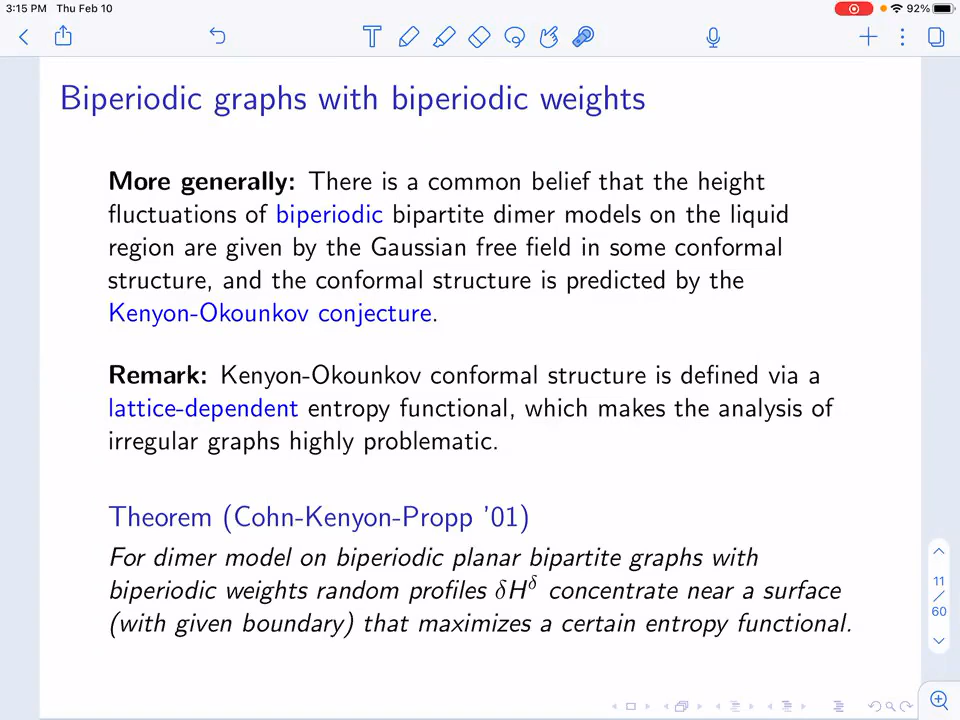 3:15 PM Thu Feb 10
92%
T
Biperiodic graphs with biperiodic weights
More generally: There is a common belief that the height
fluctuations of biperiodic bipartite dimer models on the liquid
region are given by the Gaussian free field in some conformal
structure, and the conformal structure is predicted by the
Kenyon-Okounkov conjecture.
Remark: Kenyon-Okounkov conformal structure is defined via a
lattice-dependent entropy functional, which makes the analysis of
irregular graphs highly problematic.
Theorem (Cohn-Kenyon-Propp '01)
For dimer model on biperiodic planar bipartite graphs with
biperiodic weights random profiles δH^δ concentrate near a surface
(with given boundary) that maximizes a certain entropy functional.
11
/
60